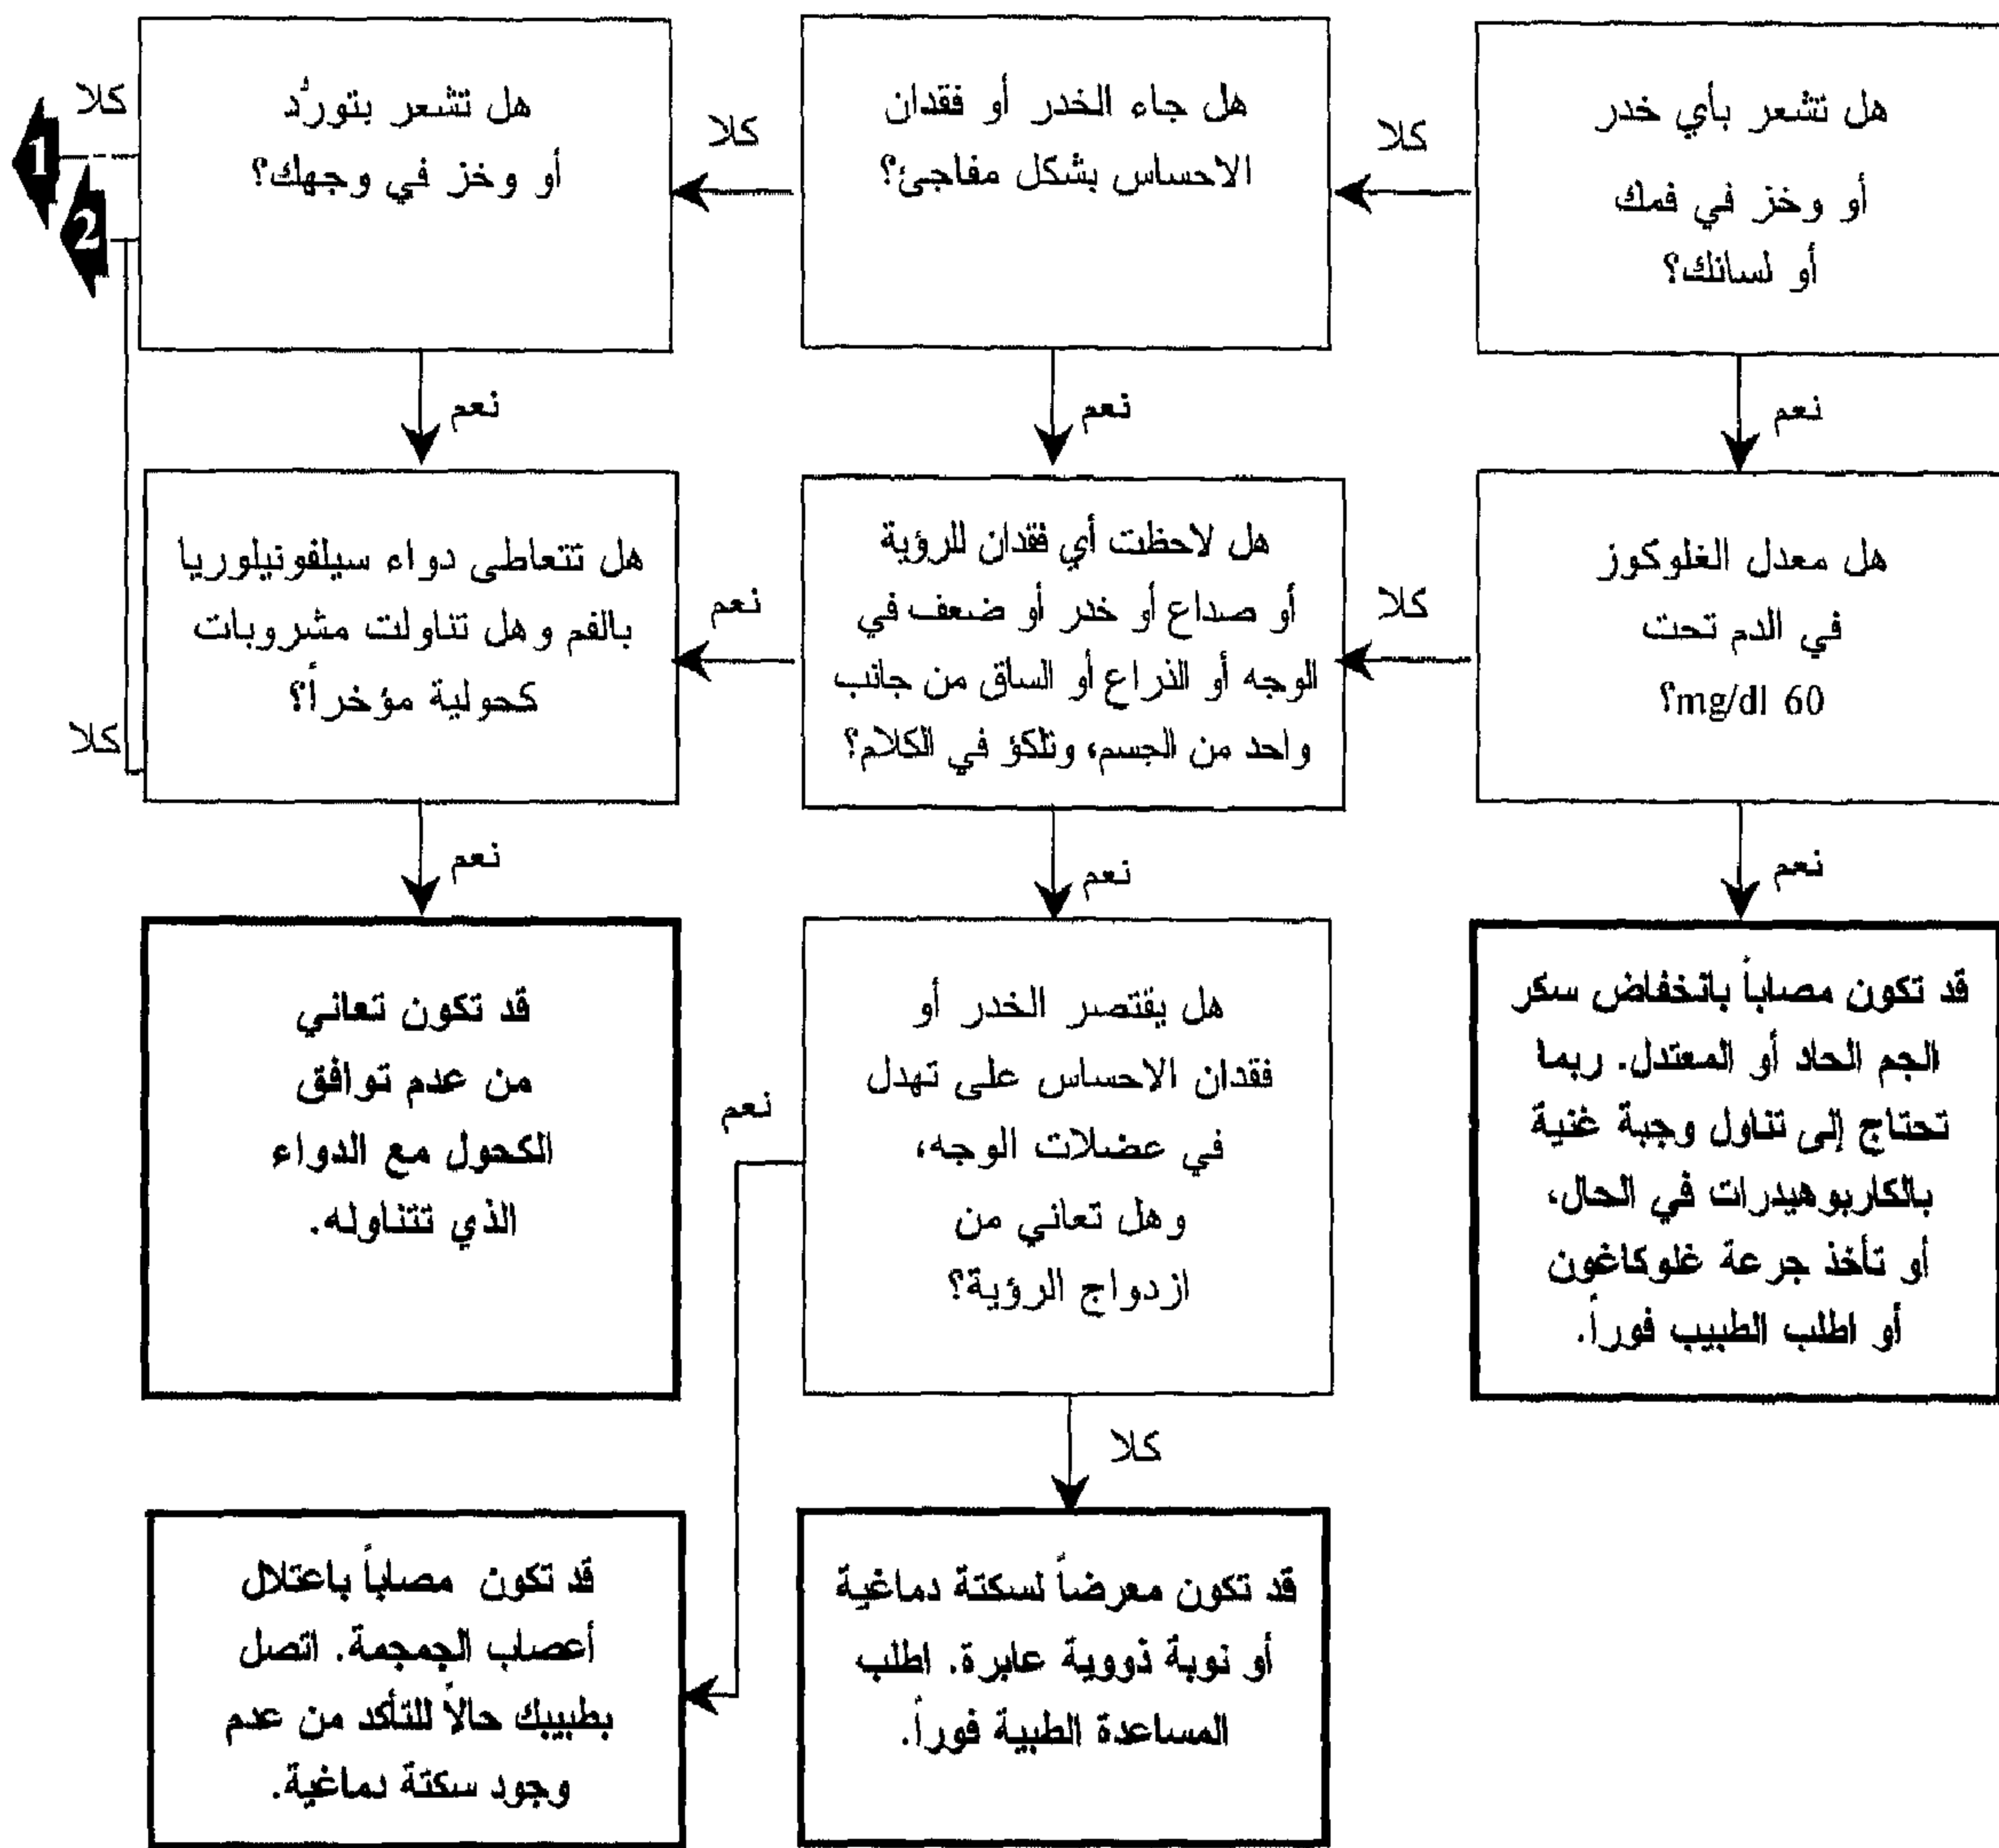 هل تشعر بأي خدر
أو وخز في فمك
أو لسانك؟
كلا
هل جاء الخدر أو فقدان
الاحساس بشكل مفاجئ؟
كلا
هل تشعر بتورُّد
أو وخز في وجهك؟
كلا
1
2
نعم
نعم
نعم
هل معدل الغلوكوز
في الدم تحت
60 mg/dl؟
كلا
هل لاحظت أي فقدان للرؤية
أو صداع أو خدر أو ضعف في
الوجه أو الذراع أو الساق من جانب
واحد من الجسم، وتلكؤ في الكلام؟
نعم
هل تتعاطى دواء سيلفونيلوريا
بالفم وهل تناولت مشروبات
كحولية مؤخراً؟
كلا
نعم
نعم
نعم
قد تكون مصاباً بانخفاض سكر
الجم الحاد أو المعتدل. ربما
تحتاج إلى تناول وجبة غنية
بالكاربوهيدرات في الحال،
أو تأخذ جرعة غلوكاغون
أو اطلب الطبيب فوراً.
هل يقتصر الخدر أو
فقدان الاحساس على تهدل
في عضلات الوجه،
وهل تعاني من
ازدواج الرؤية؟
نعم
قد تكون تعاني
من عدم توافق
الكحول مع الدواء
الذي تتناوله.
كلا
قد تكون معرضاً لسكتة دماغية
أو نوبة ذووية عابرة. اطلب
المساعدة الطبية فوراً.
قد تكون مصاباً باعتلال
أعصاب الجمجمة. اتصل
بطبيبك حالاً للتأكد من عدم
وجود سكتة دماغية.